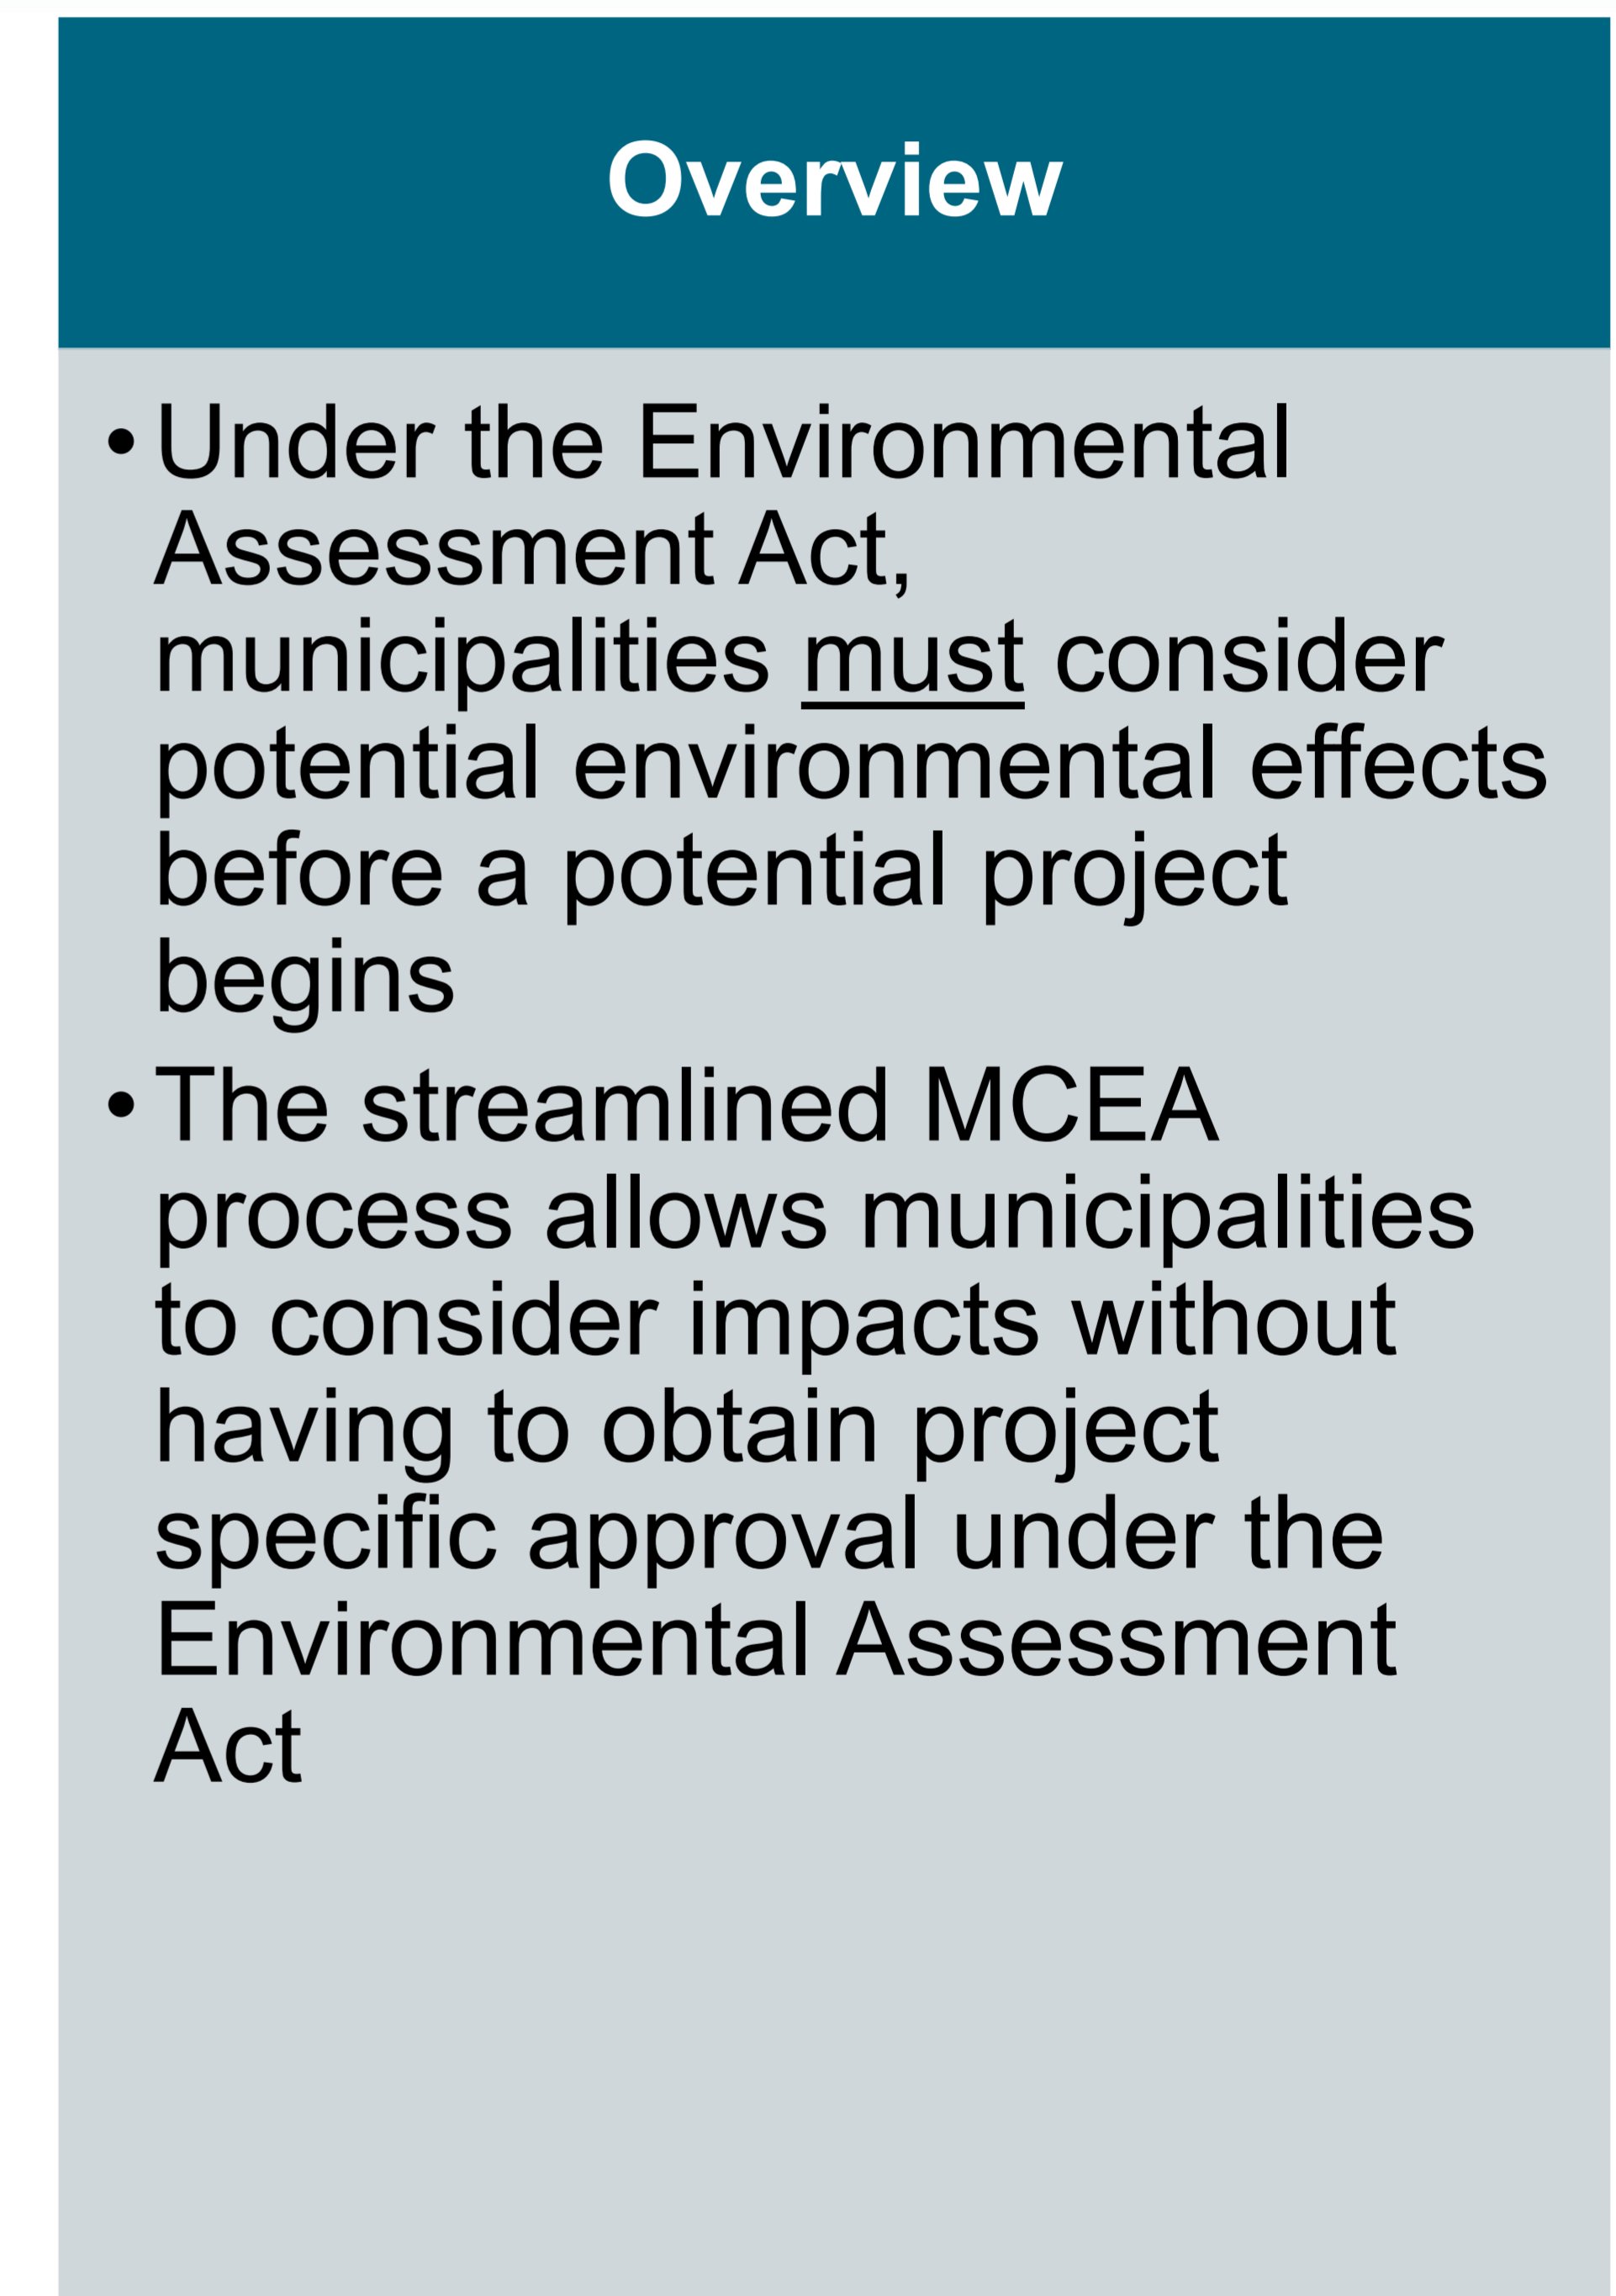 Overview
• Under the Environmental
Assessment Act,
municipalities must consider
potential environmental effects
before a potential project
begins
• The streamlined MCEA
process allows municipalities
to consider impacts without
having to obtain project
specific approval under the
Environmental Assessment
Act